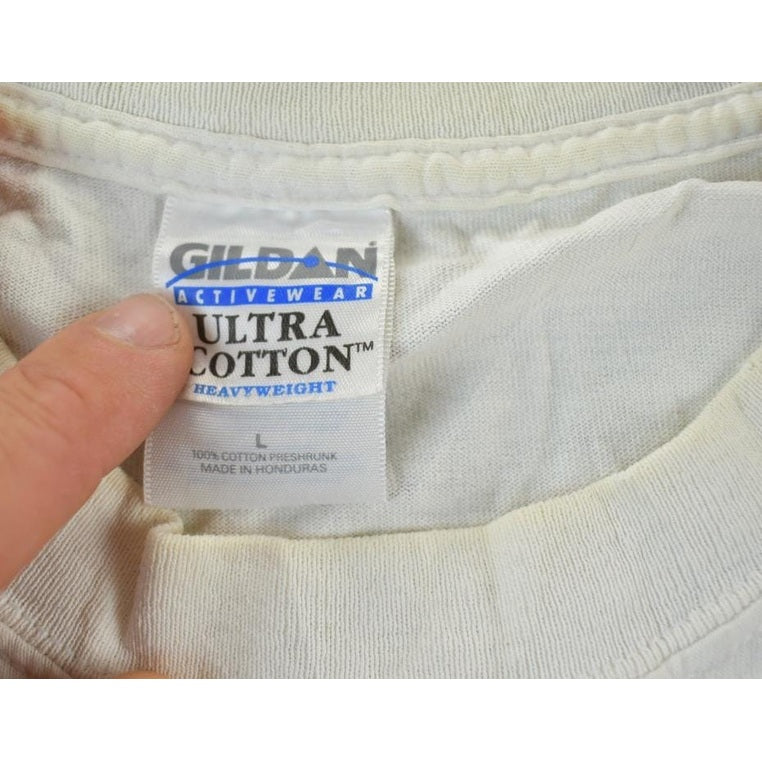 GILDAN®
ACTIVEWEAR
ULTRA
COTTON™
HEAVYWEIGHT
L
100% COTTON PRESHRUNK
MADE IN HONDURAS